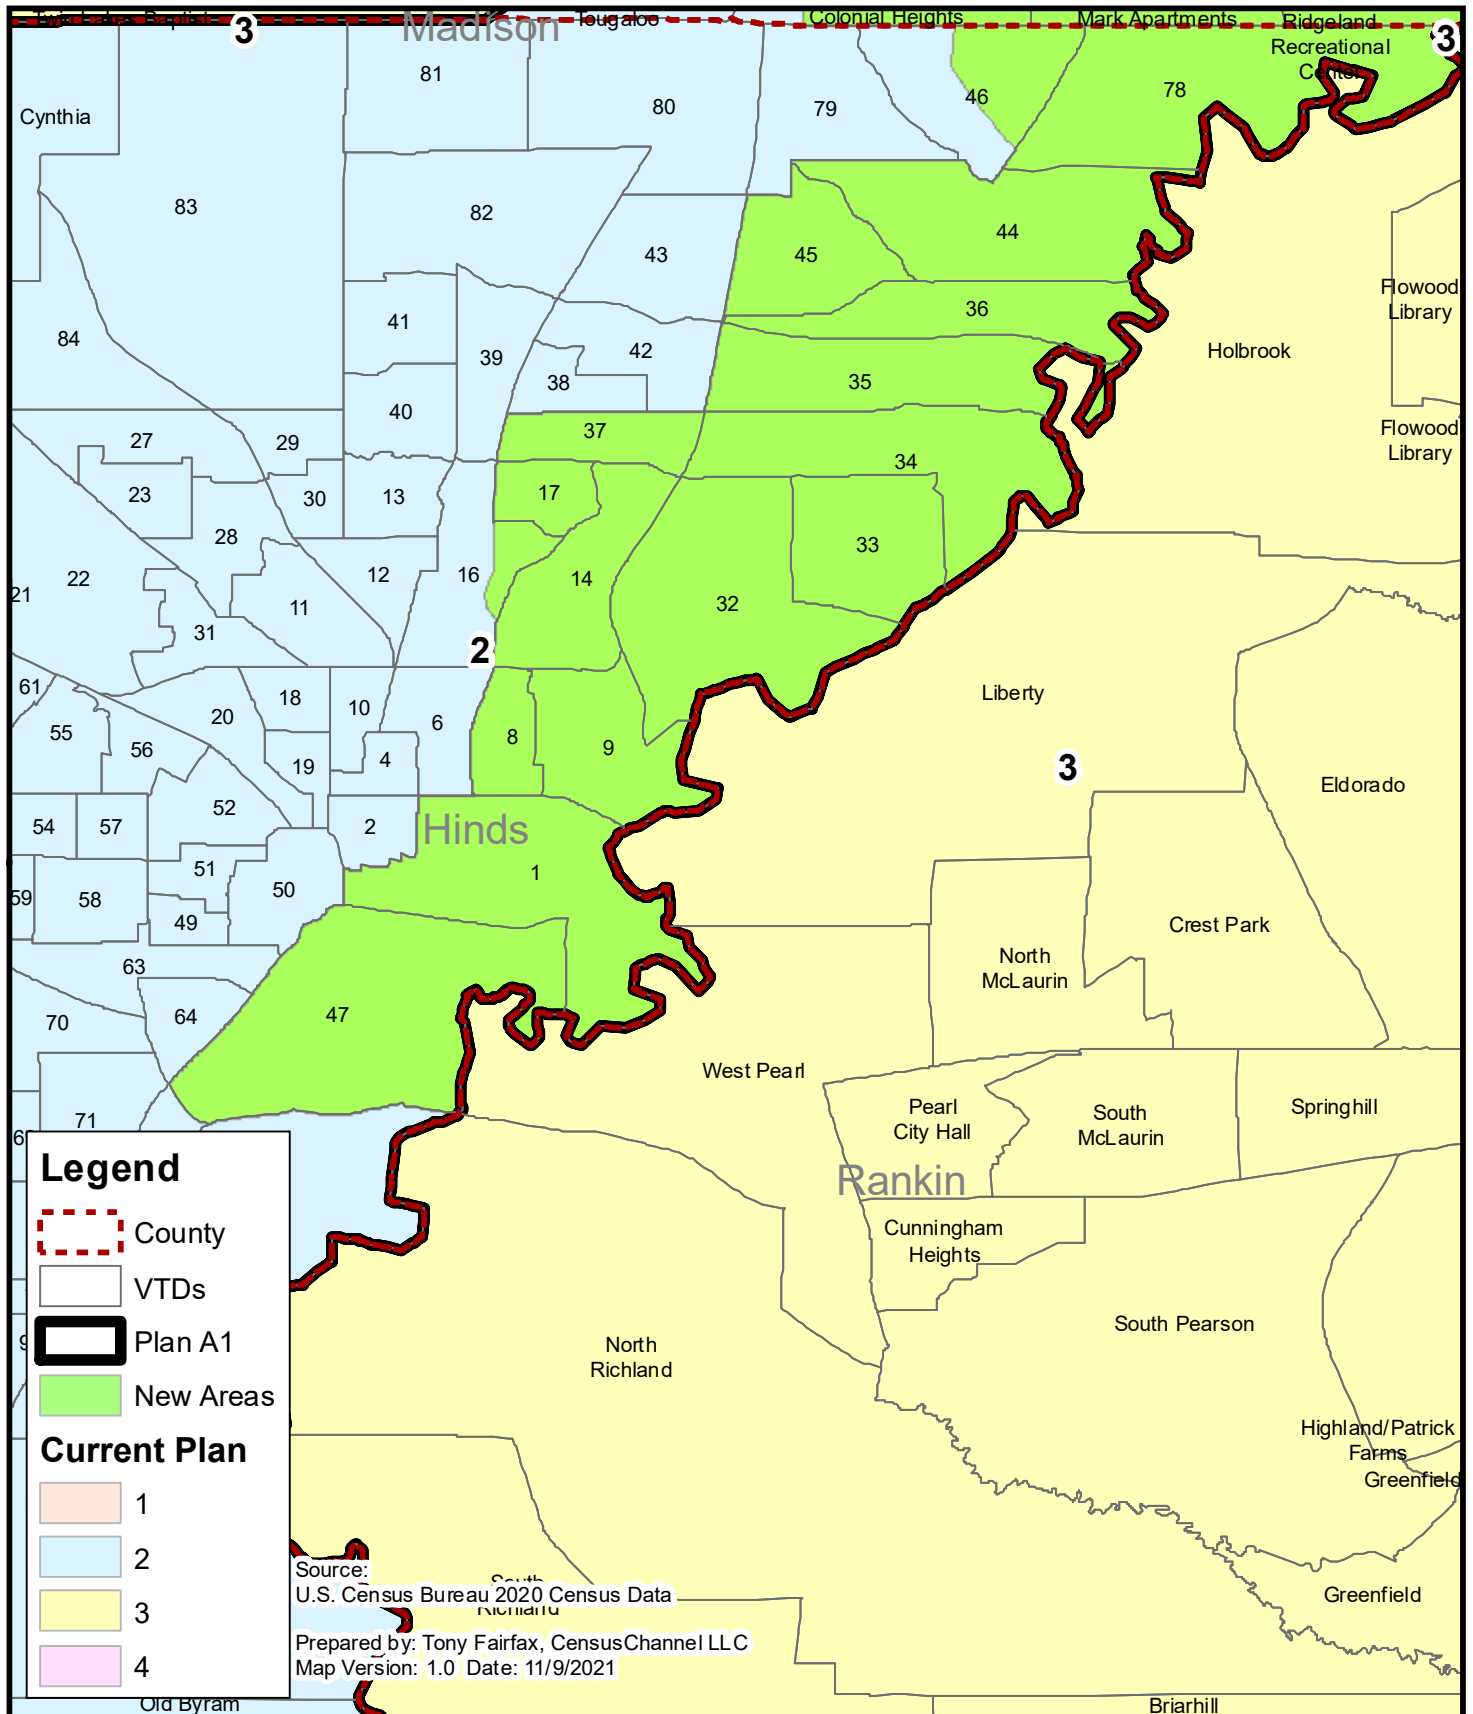 Twin Lakes Baptist
Tougaloo
Colonial Heights
Mark Apartments
Ridgeland
Recreational
Center
3
Madison
3
81
80
79
46
78
Cynthia
83
82
43
45
44
36
Flowood
Library
84
41
39
42
38
35
Holbrook
40
37
27
29
34
Flowood
Library
23
30
13
17
28
33
21
22
12
16
14
32
11
31
2
61
18
10
Liberty
55
20
6
8
9
56
19
4
3
Eldorado
54
57
52
2
Hinds
1
51
59
58
50
49
Crest Park
63
North
McLaurin
70
64
47
West Pearl
71
Pearl
City Hall
South
McLaurin
Springhill
Rankin
Cunningham
Heights
South Pearson
North
Richland
Highland/Patrick
Farms
Greenfield
Greenfield
Legend
County
VTDs
Plan A1
New Areas
Current Plan
1
2
3
4
South
Richland
Source:
U.S. Census Bureau 2020 Census Data
Prepared by: Tony Fairfax, CensusChannel LLC
Map Version: 1.0 Date: 11/9/2021
Old Byram
Briarhill